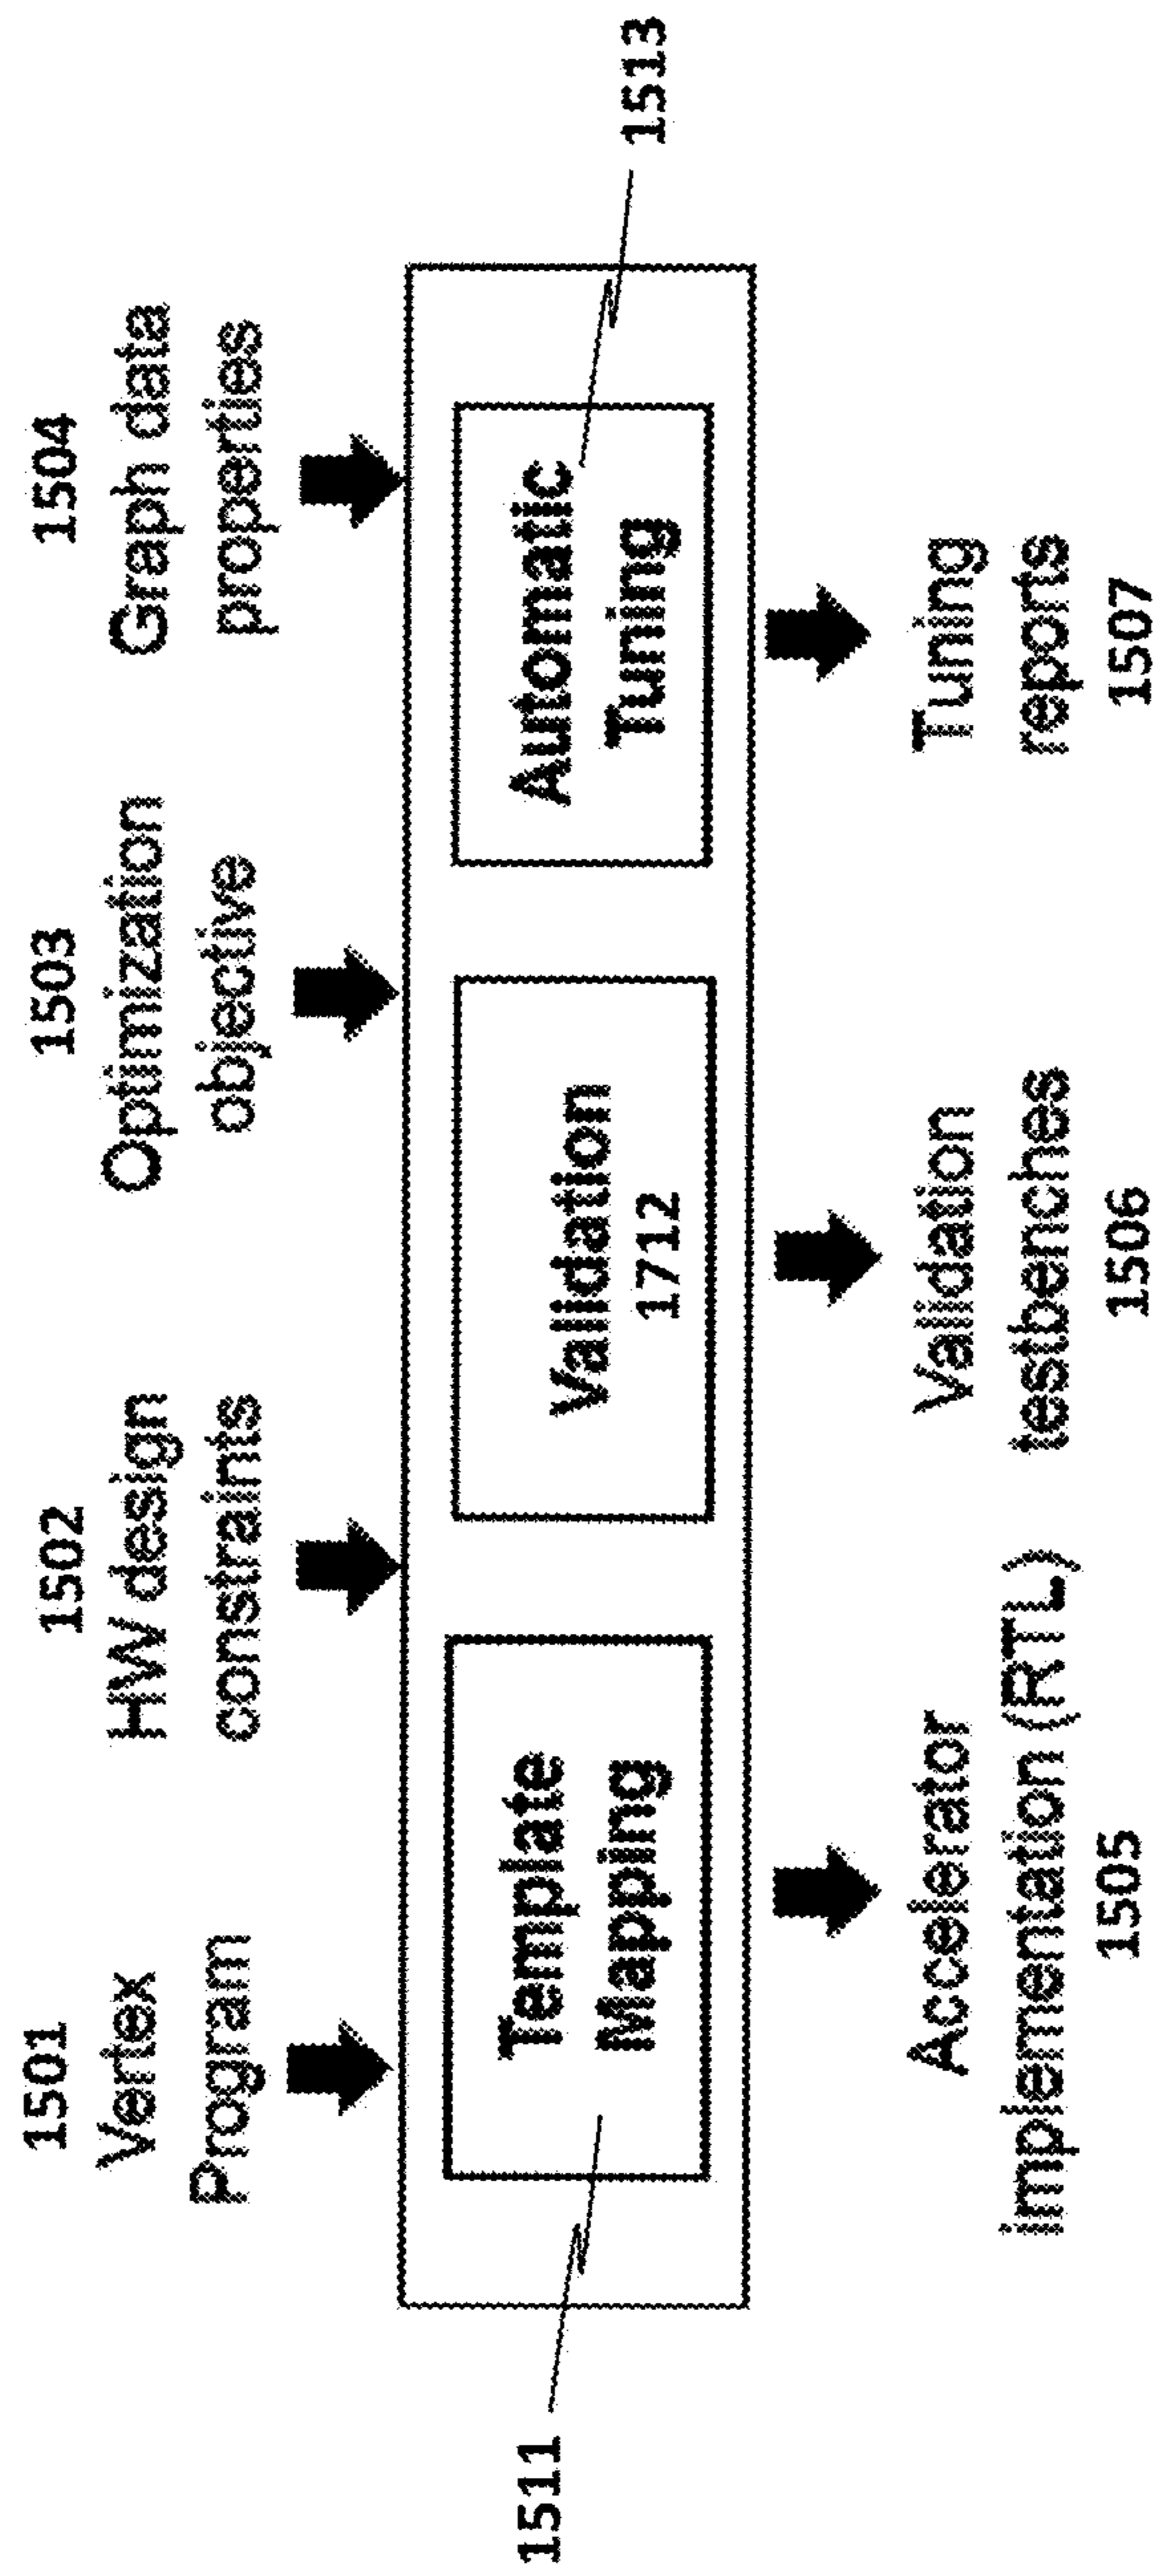 1501
Vertex
Program
1502
HW design
constraints
1503
Optimization
objective
1504
Graph data
properties
1511
Template
Mapping
Validation
1712
Automatic
Tuning
1513
Accelerator
implementation (RTL)
1505
Validation
testbenches
1506
Tuning
reports
1507